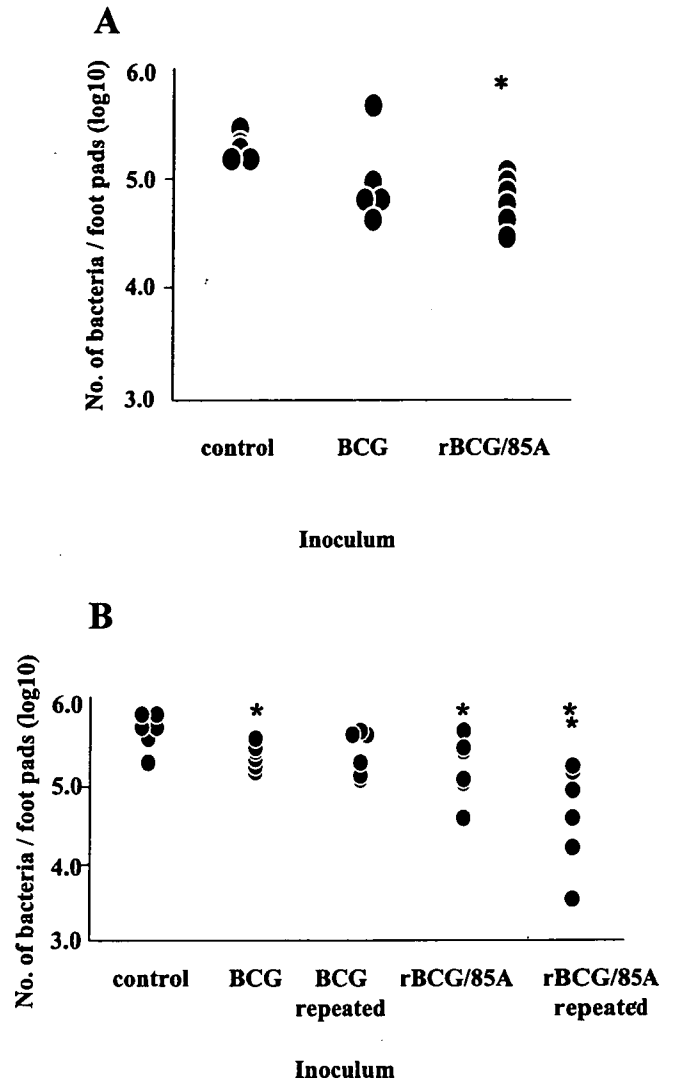 A
No. of bacteria / foot pads (log10)
6.0
5.0
4.0
3.0
*
control BCG rBCG/85A
Inoculum
B
No. of bacteria / foot pads (log10)
6.0
5.0
4.0
3.0
* * *
*
control BCG BCG rBCG/85A rBCG/85A
repeated repeated
Inoculum